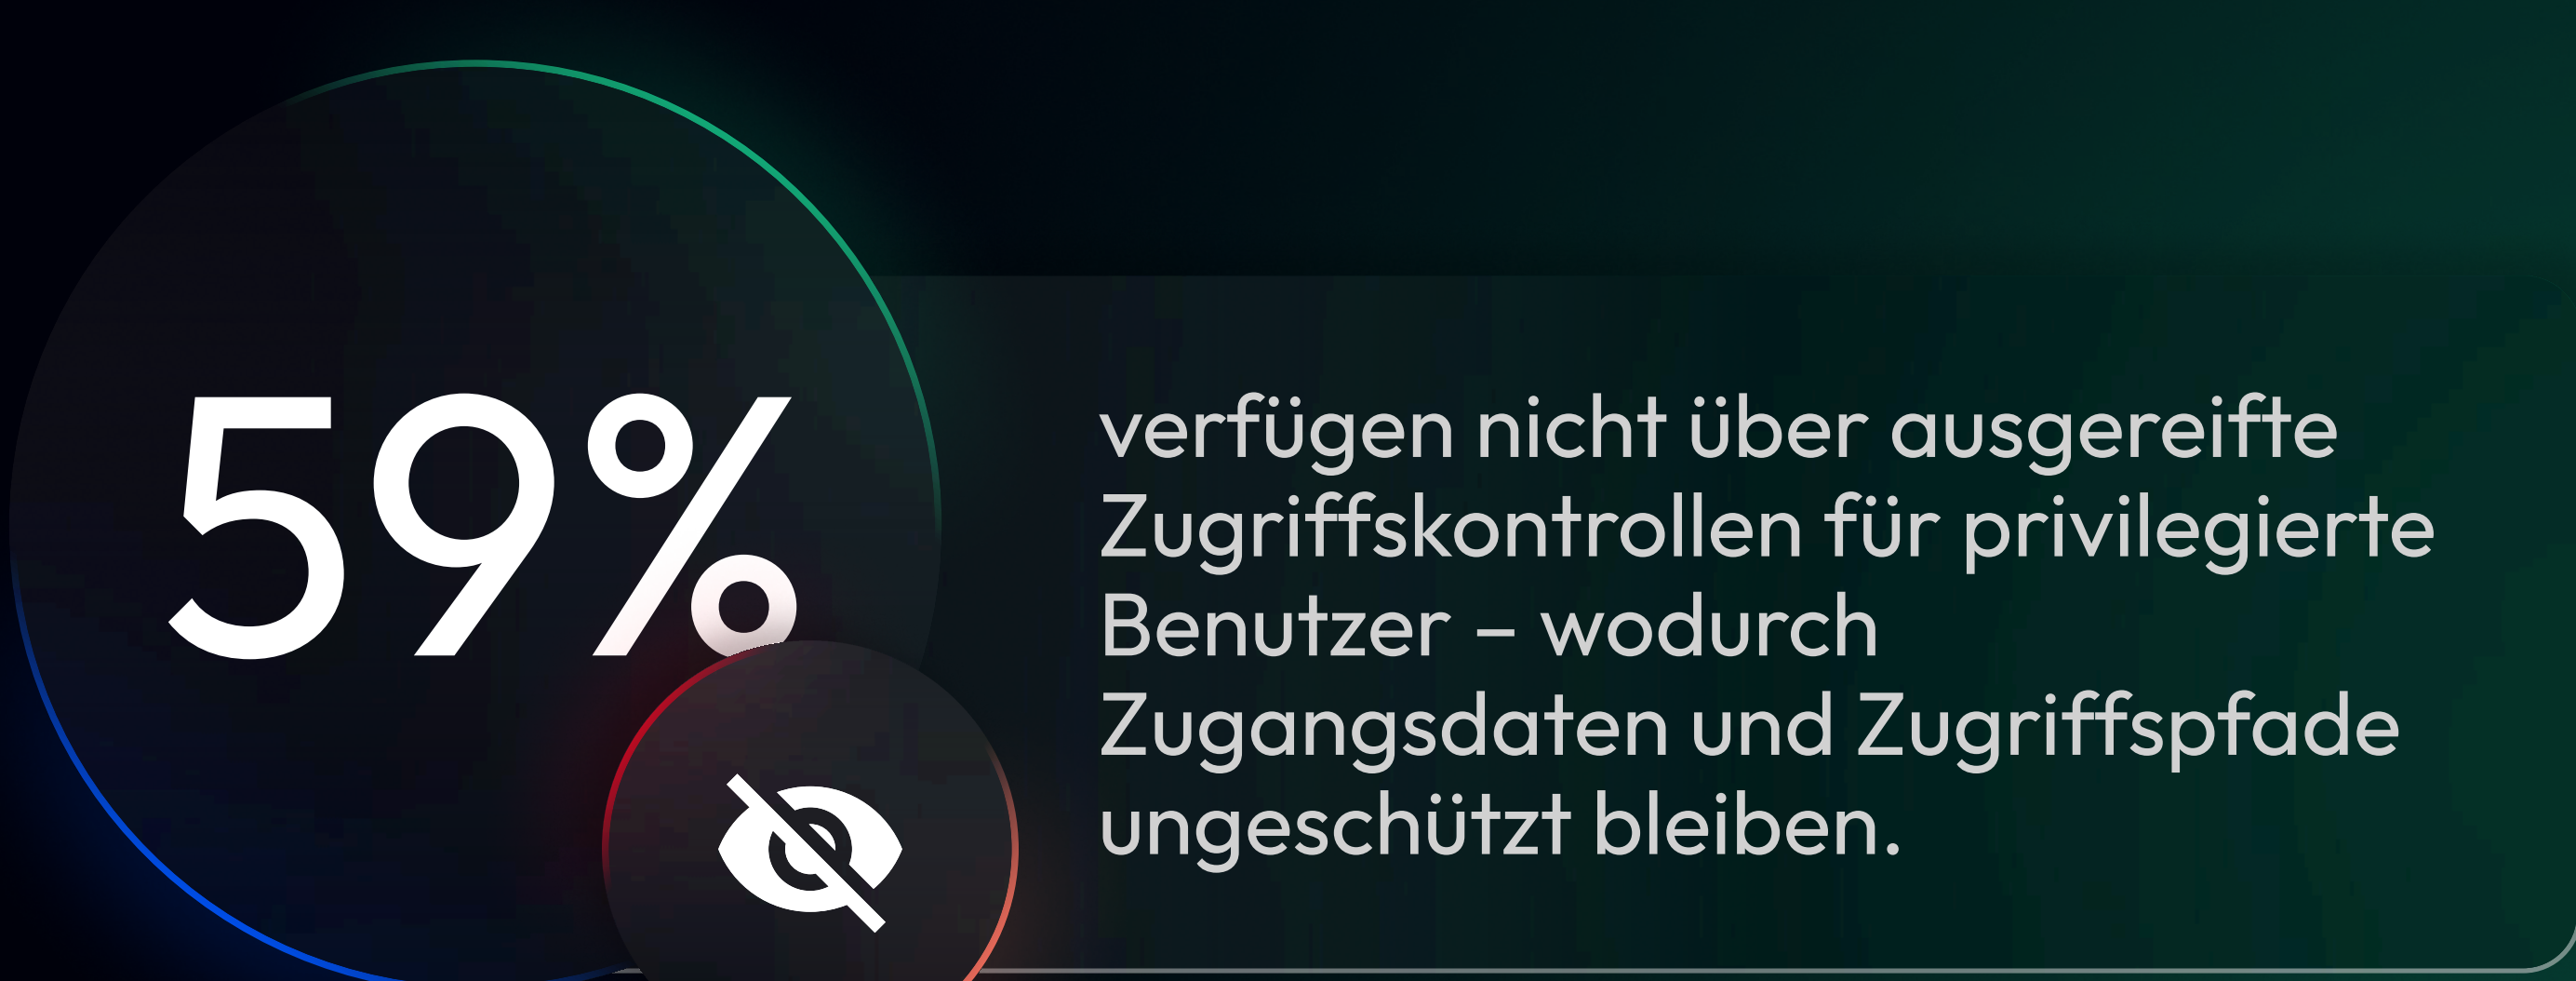 59%
verfügen nicht über ausgereifte
Zugriffskontrollen für privilegierte
Benutzer – wodurch
Zugangsdaten und Zugriffspfade
ungeschützt bleiben.